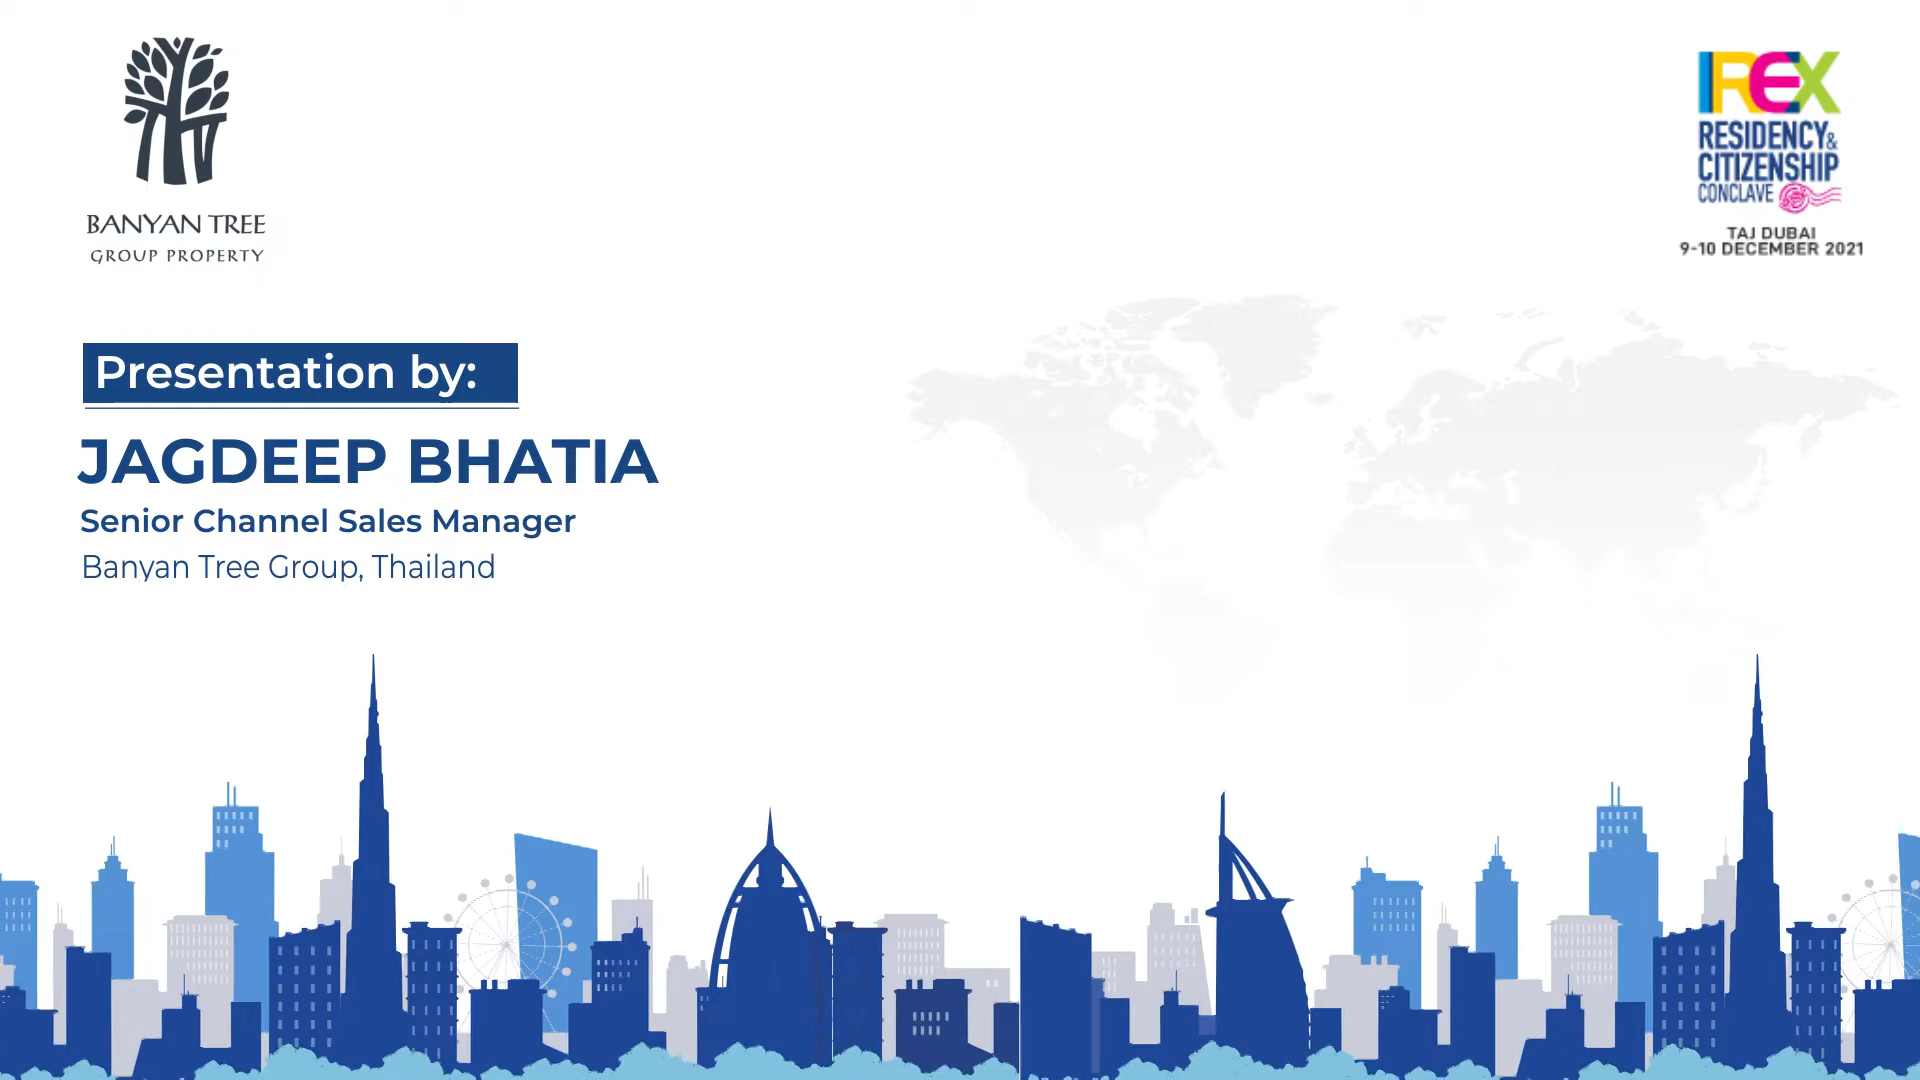 BANYAN TREE
GROUP PROPERTY
IREX
RESIDENCY &
CITIZENSHIP
CONCLAVE
TAJ DUBAI
9-10 DECEMBER 2021
Presentation by:
JAGDEEP BHATIA
Senior Channel Sales Manager
Banyan Tree Group, Thailand